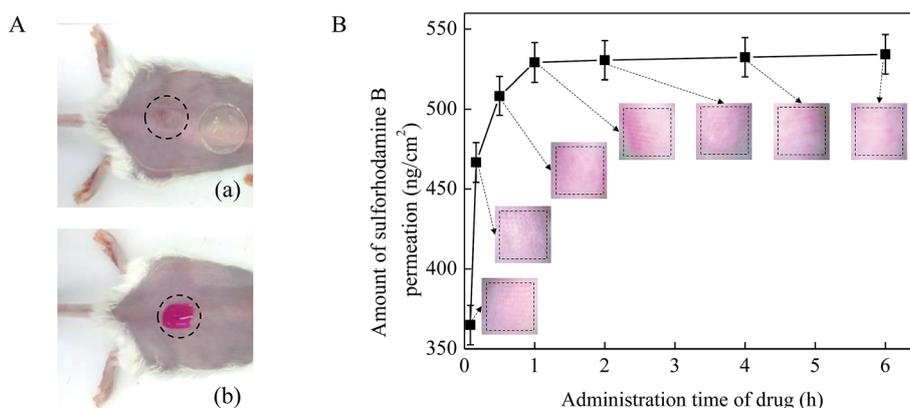 A
(a)
(b)
B
Amount of sulforhodamine B
permeation (ng/cm²)
550
500
450
360
350
0
1
2
3
4
5
6
Administration time of drug (h)